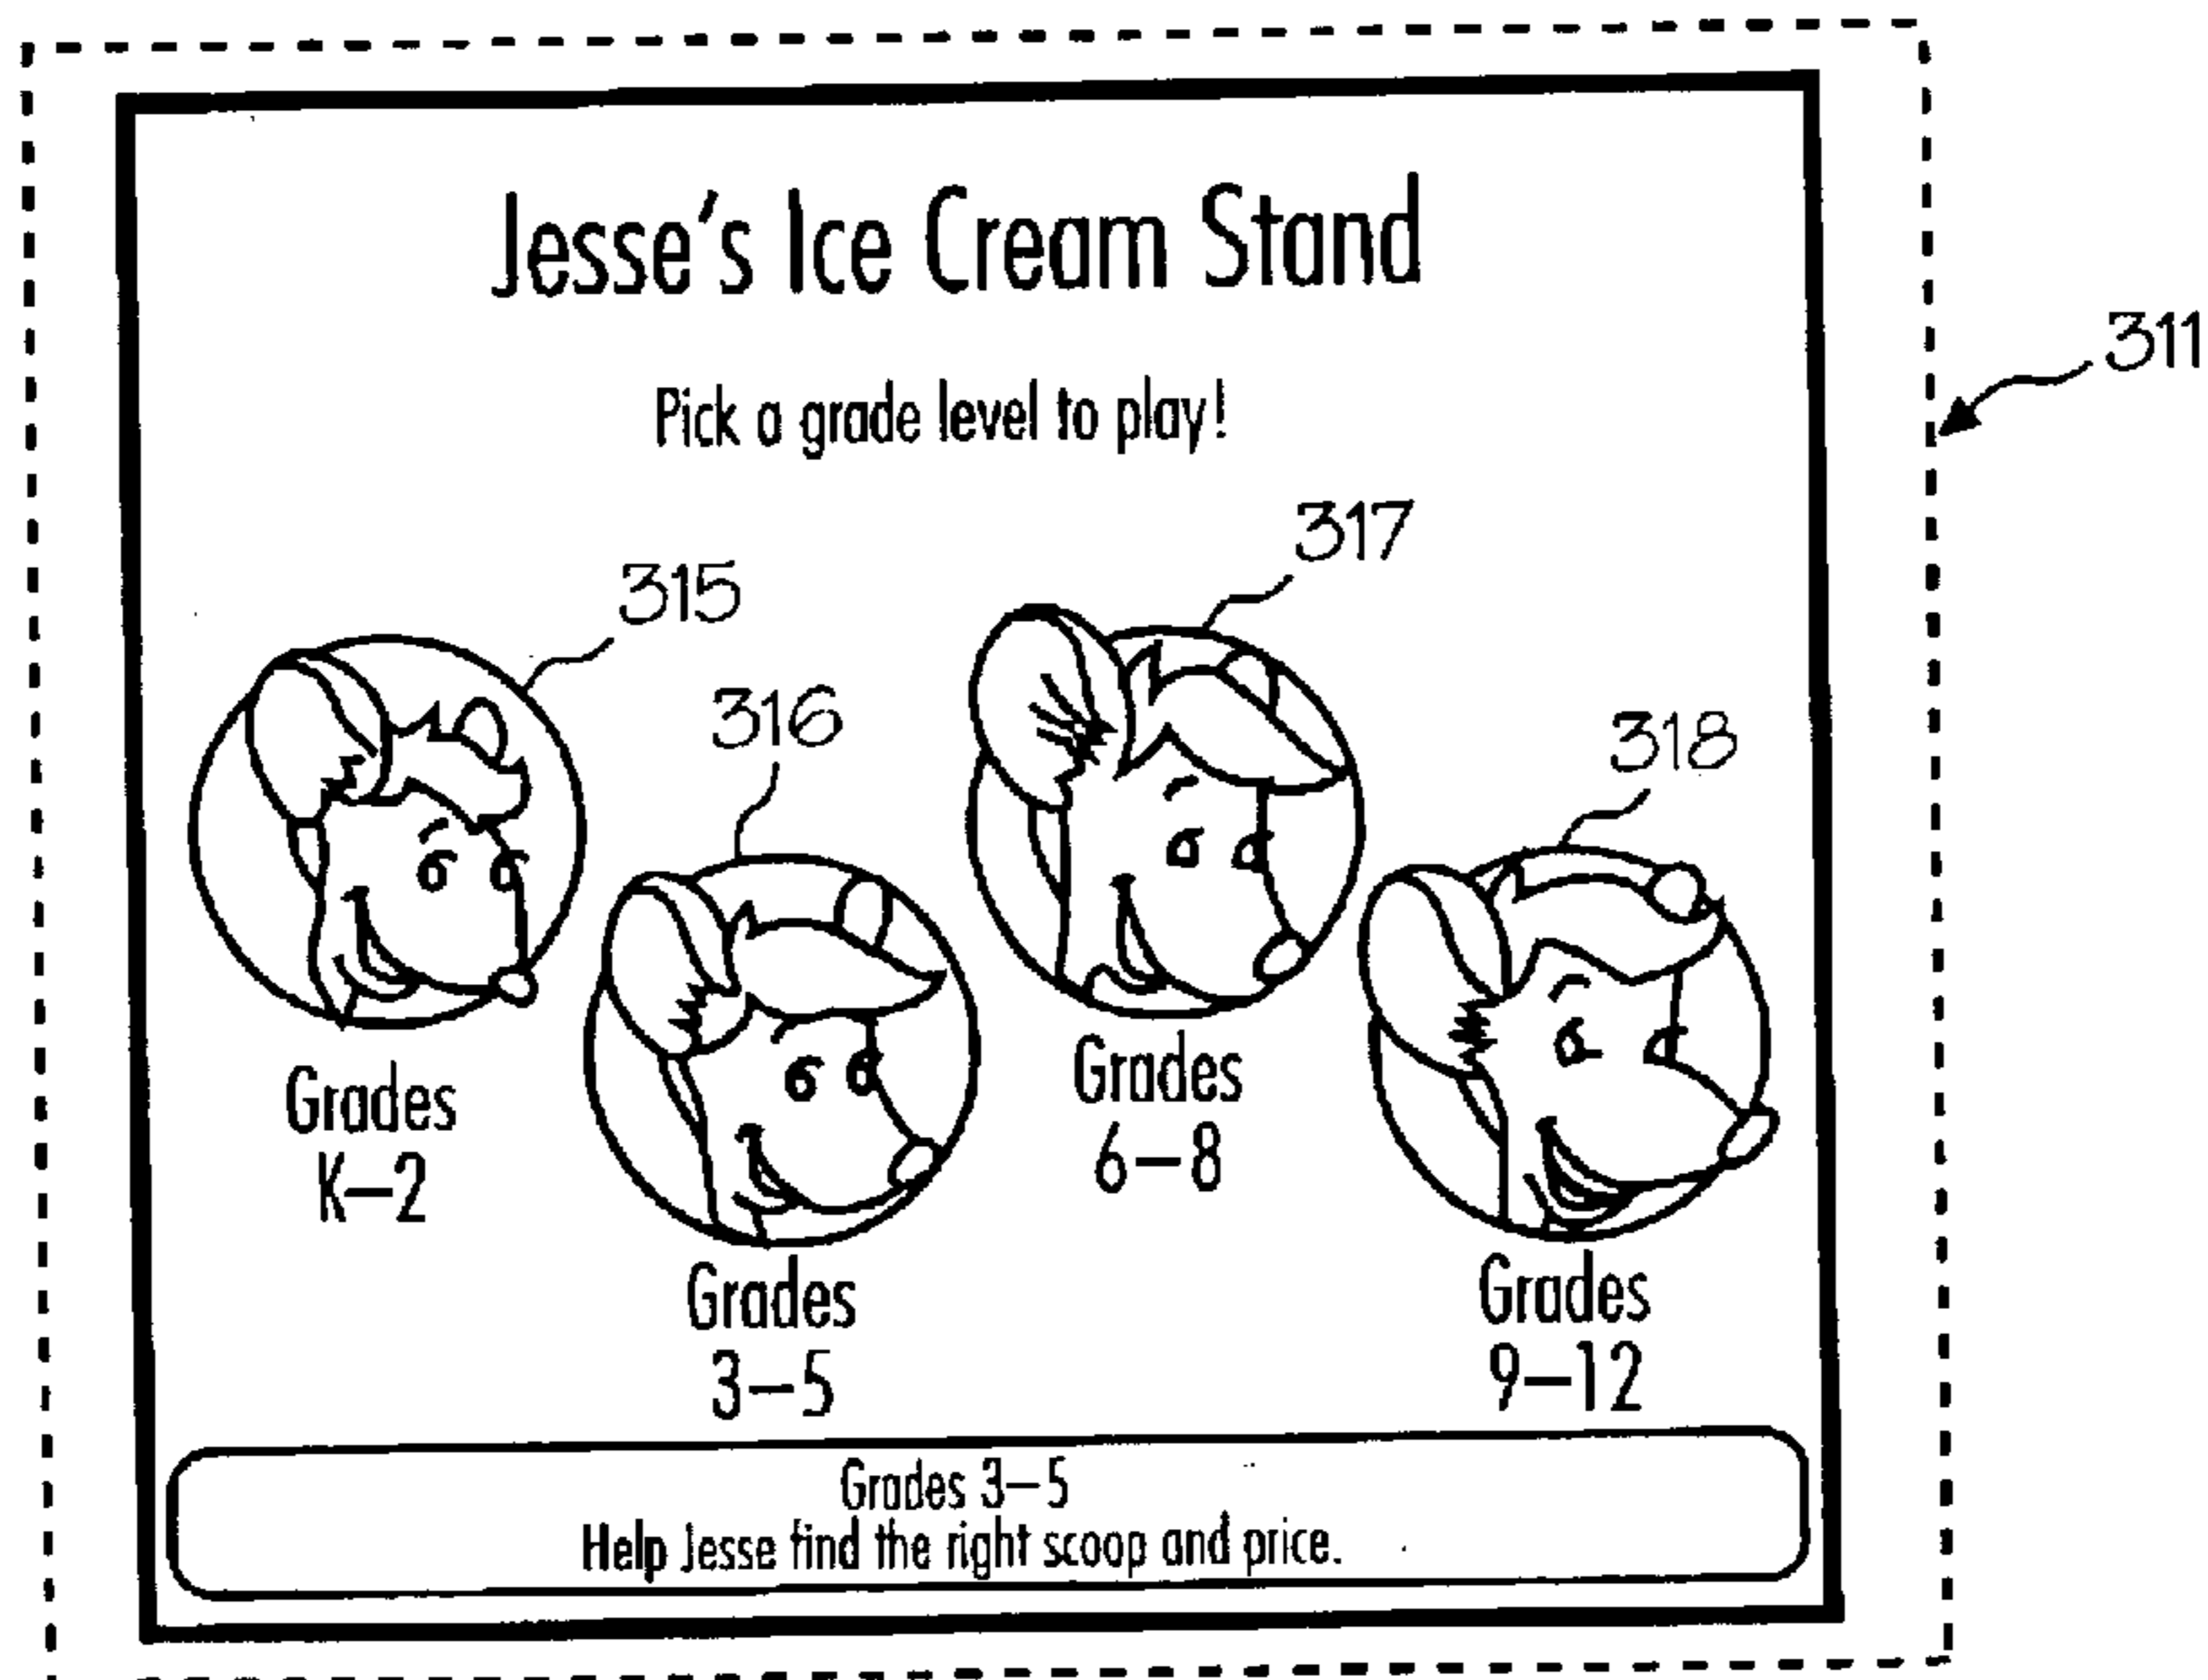 Jesse's Ice Cream Stand
311
Pick a grade level to play!
317
315
316
318
Grades
K–2
Grades
6–8
Grades
3–5
Grades
9–12
Grades 3–5
Help Jesse find the right scoop and price.